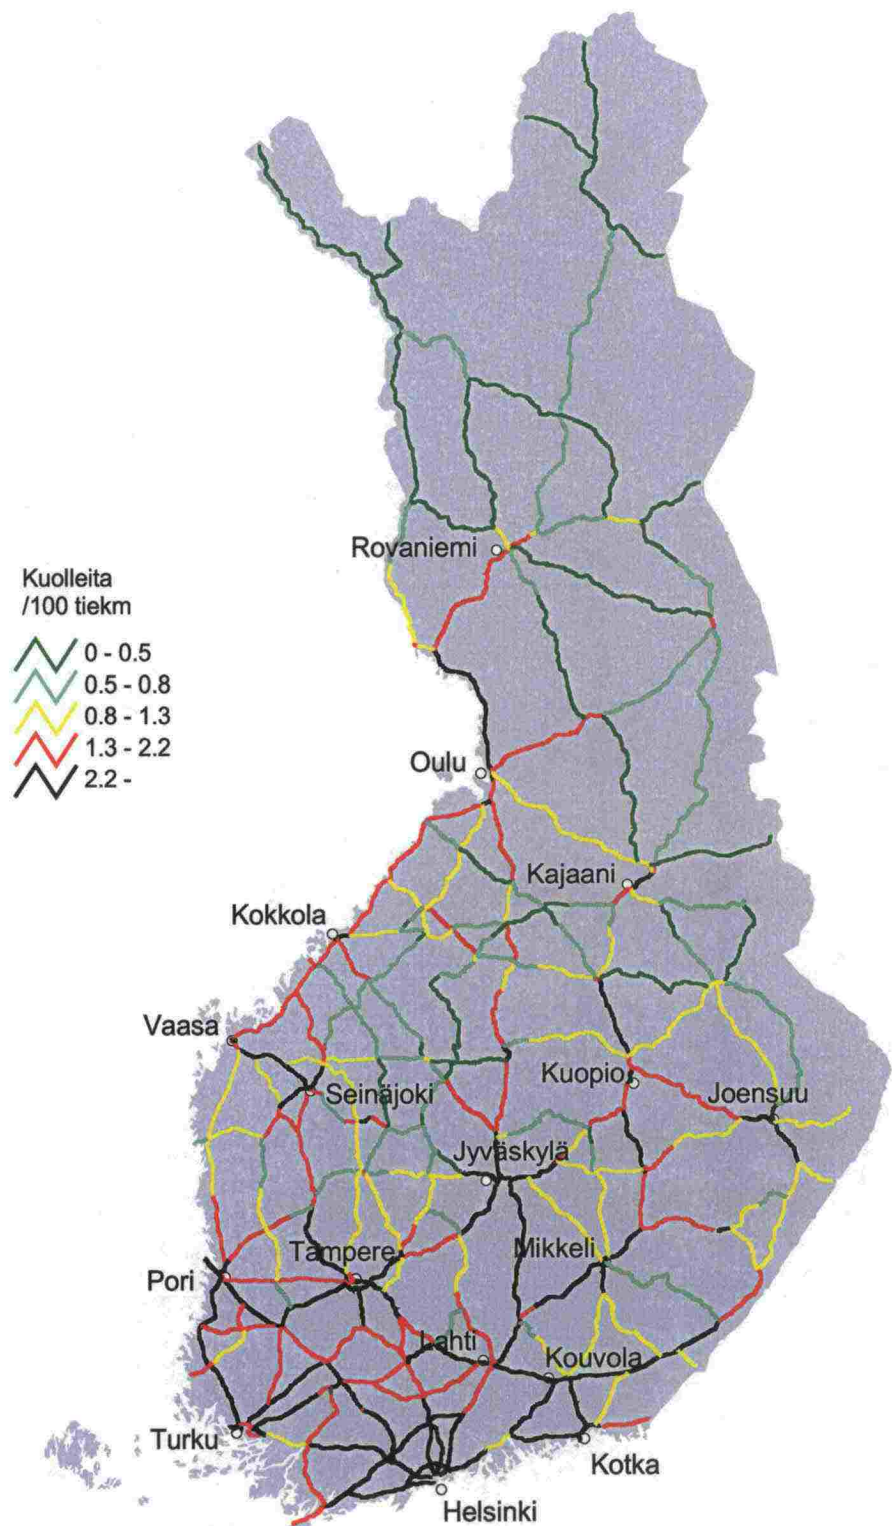 Rovaniemi
Kuolleita
/100 tiekm
0 - 0.5
0.5 - 0.8
0.8 - 1.3
1.3 - 2.2
2.2 -
Oulu
Kajaani
Kokkola
Vaasa
Kuopio
Seinäjoki
Joensuu
Jyväskylä
Tampere
Mikkeli
Pori
Lahti
Kouvola
Turku
Kotka
Helsinki